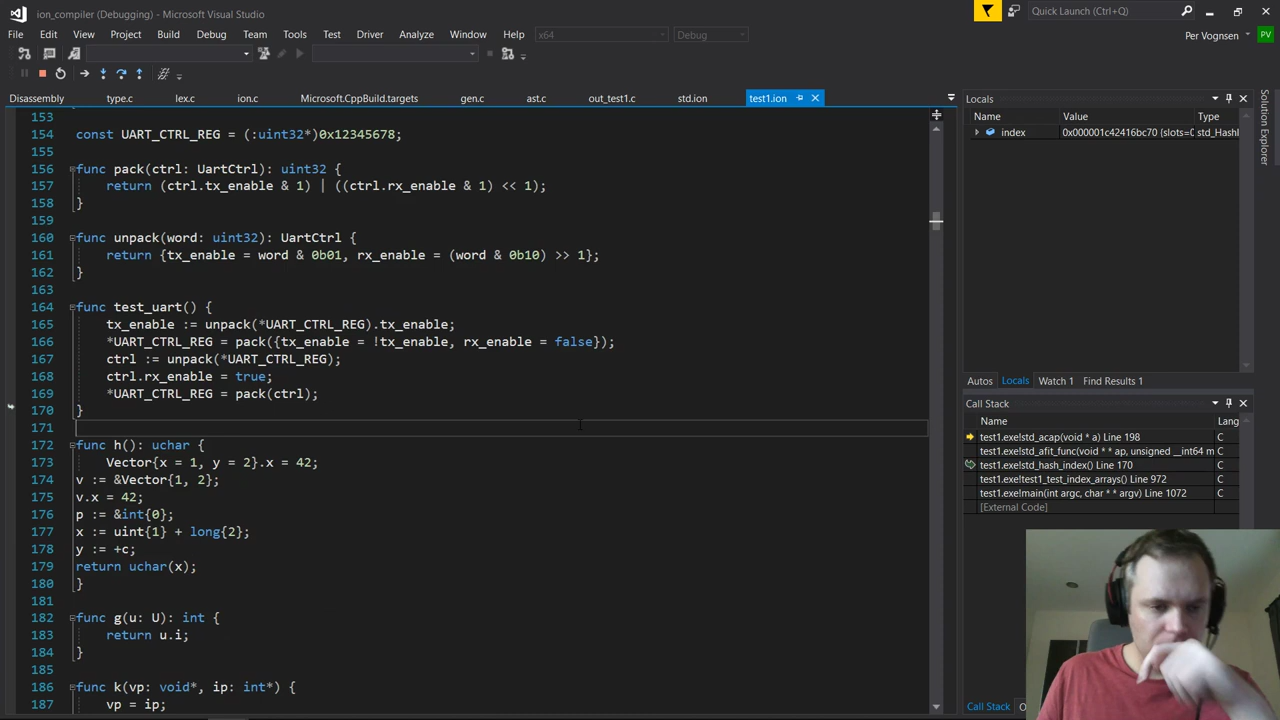 ion_compiler (Debugging) - Microsoft Visual Studio
Quick Launch (Ctrl+Q)
File Edit View Project Build Debug Team Tools Test Driver Analyze Window Help
x64 Debug
Per Vognsen PV
Disassembly type.c lex.c ion.c Microsoft.CppBuild.targets gen.c ast.c out_test1.c std.ion test1.ion
153
154 const UART_CTRL_REG = (:uint32*)0x12345678;
155
156 func pack(ctrl: UartCtrl): uint32 {
157 return (ctrl.tx_enable & 1) | ((ctrl.rx_enable & 1) << 1);
158 }
159
160 func unpack(word: uint32): UartCtrl {
161 return {tx_enable = word & 0b01, rx_enable = (word & 0b10) >> 1};
162 }
163
164 func test_uart() {
165 tx_enable := unpack(*UART_CTRL_REG).tx_enable;
166 *UART_CTRL_REG = pack({tx_enable = !tx_enable, rx_enable = false});
167 ctrl := unpack(*UART_CTRL_REG);
168 ctrl.rx_enable = true;
169 *UART_CTRL_REG = pack(ctrl);
170 }
171
172 func h(): uchar {
173 Vector{x = 1, y = 2}.x = 42;
174 v := &Vector{1, 2};
175 v.x = 42;
176 p := &int{0};
177 x := uint{1} + long{2};
178 y := +c;
179 return uchar(x);
180 }
181
182 func g(u: U): int {
183 return u.i;
184 }
185
186 func k(vp: void*, ip: int*) {
187 vp = ip;
Locals
Name Value Type
index 0x000001c42416bc70 {slots=0 std_Hashl
Autos Locals Watch 1 Find Results 1
Call Stack
Name Lang
test1.exe!std_acap(void * a) Line 198 C
test1.exe!std_afit_func(void * * ap, unsigned __int64 m C
test1.exe!std_hash_index() Line 170 C
test1.exe!test1_test_index_arrays() Line 972 C
test1.exe!main(int argc, char * * argv) Line 1072 C
[External Code]
Call Stack
Solution Explorer